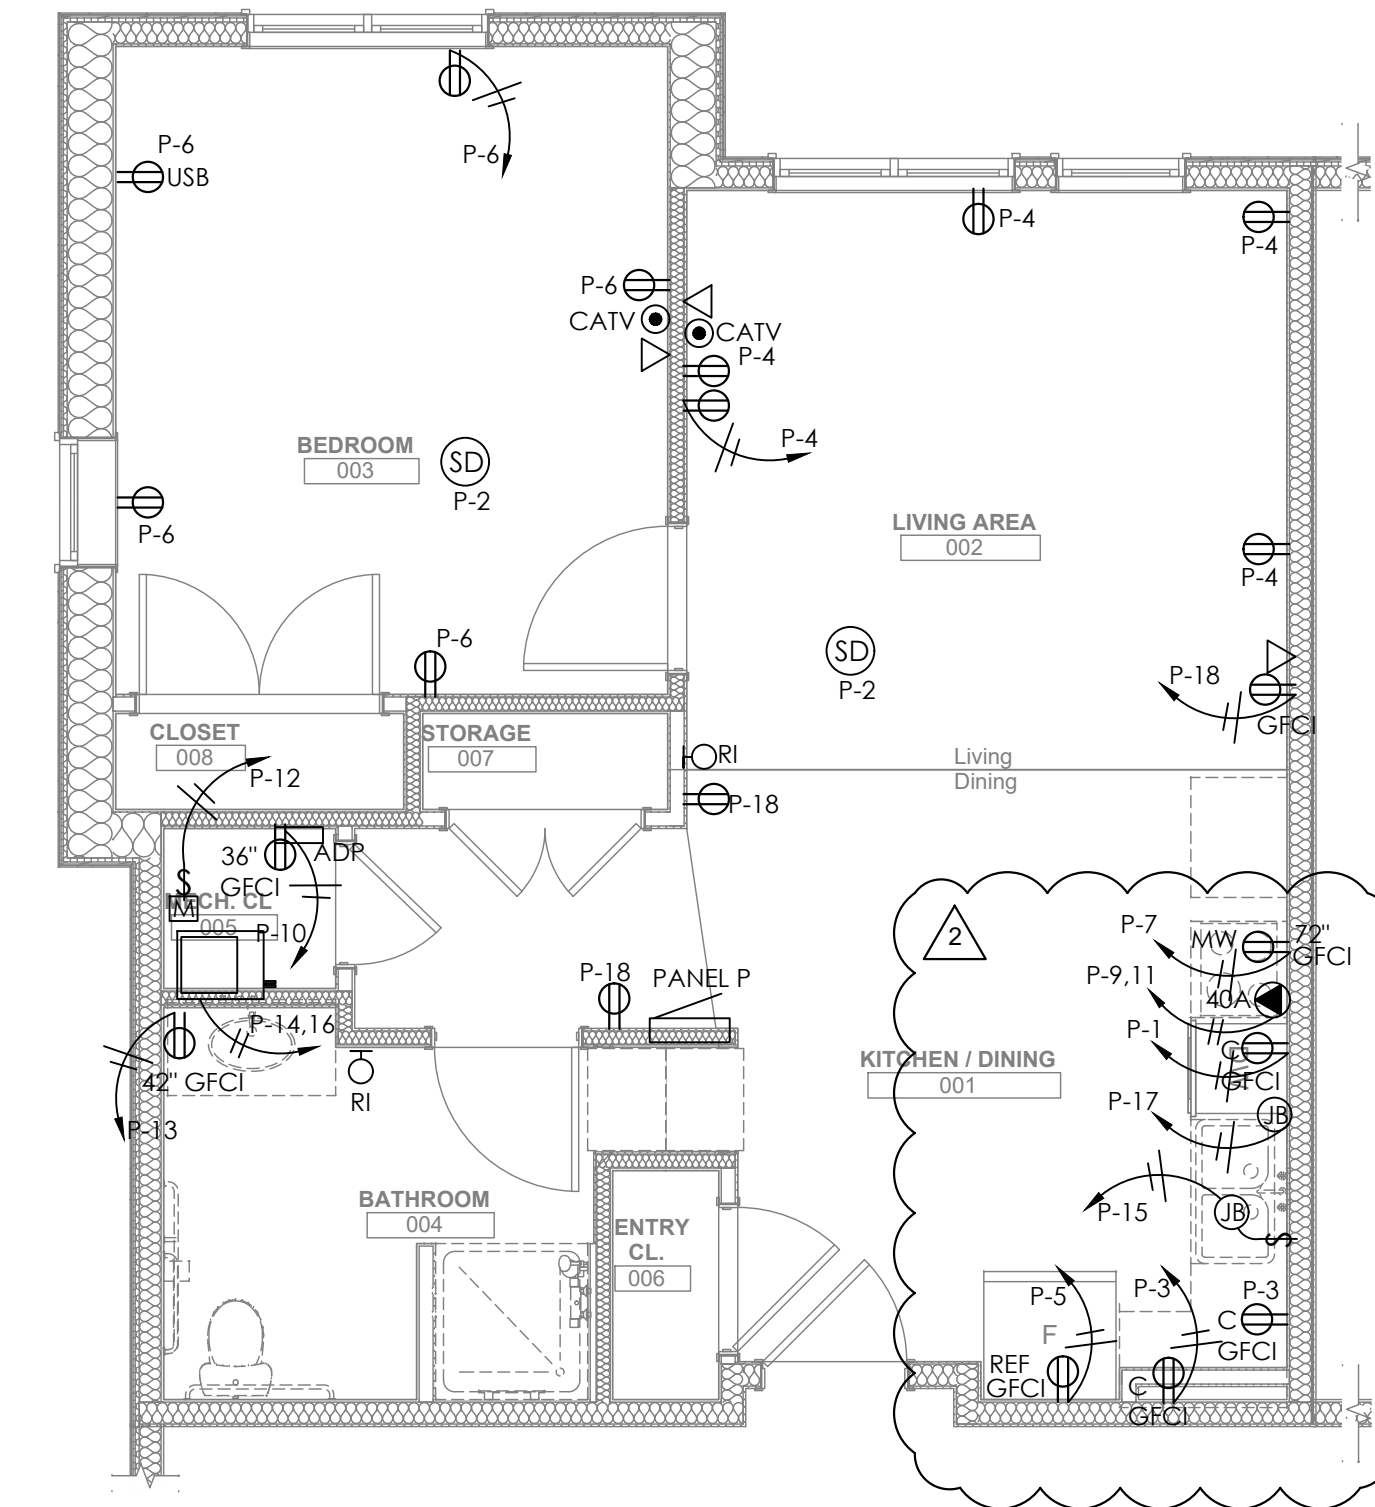 P-6
USB
P-6
P-4
P-4
P-6
CATV
CATV
P-4
P-4
BEDROOM
003
SD
P-2
P-6
LIVING AREA
002
P-4
P-6
SD
P-2
P-18
GFCI
CLOSET
008
P-12
STORAGE
007
RI
Living
Dining
P-18
36"
GFCI
ADP
S
MECH. CL
M
005
P-10
P-18
PANEL P
2
P-7
MW
72"
GFCI
P-9,11
40A
P-14,16
P-1
C
GFCI
KITCHEN / DINING
001
42" GFCI
RI
P-13
P-17
JB
BATHROOM
004
P-15
JB
S
ENTRY
CL.
006
P-5
P-3
P-3
C
GFCI
F
REF
GFCI
C
GFCI